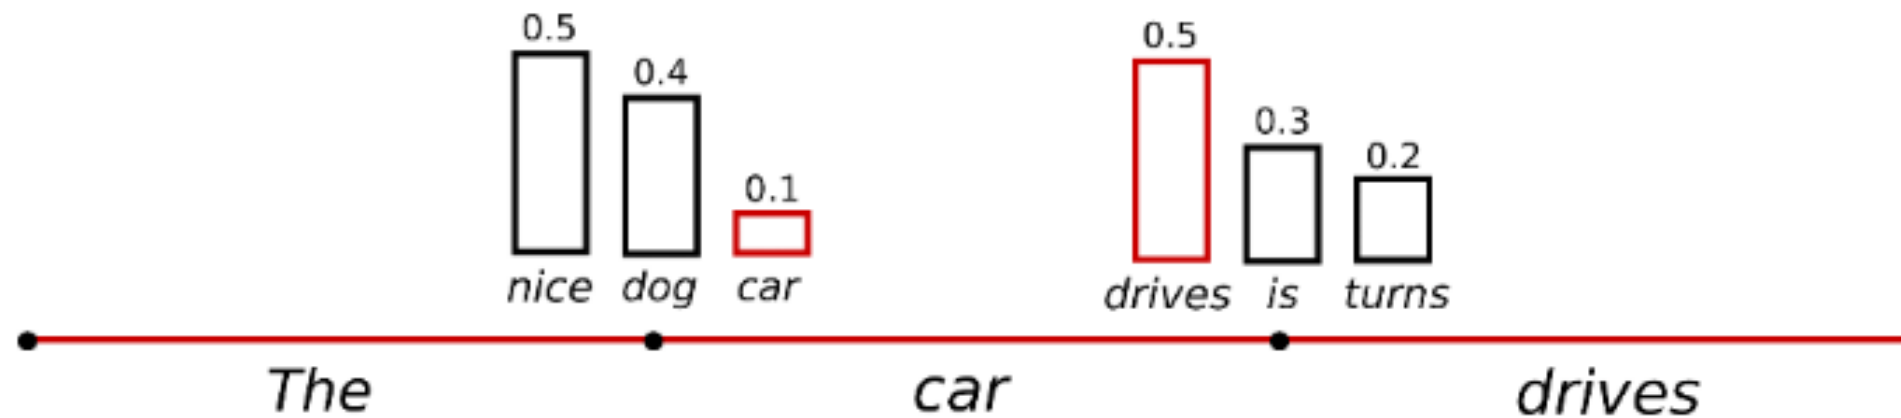 0.5 0.4 0.1
nice dog car
0.5 0.3 0.2
drives is turns
The car drives